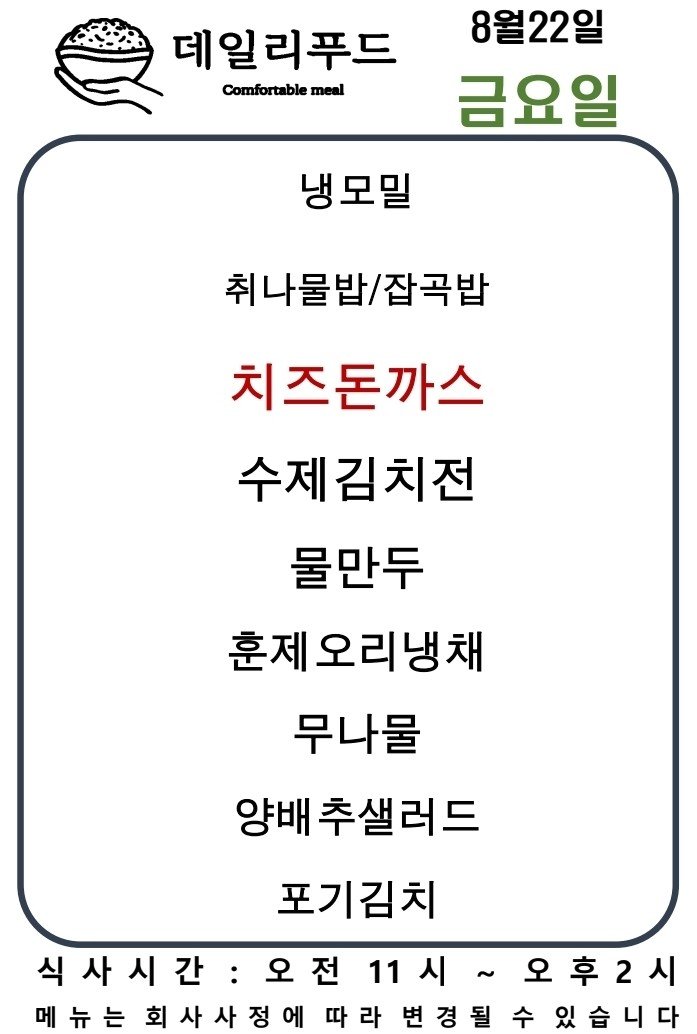 데일리푸드
Comfortable meal
8월22일
금요일
냉모밀
취나물밥/잡곡밥
치즈돈까스
수제김치전
물만두
훈제오리냉채
무나물
양배추샐러드
포기김치
식사시간 : 오전 11시 ~ 오후2시
메뉴는 회사사정에 따라 변경될 수 있습니다